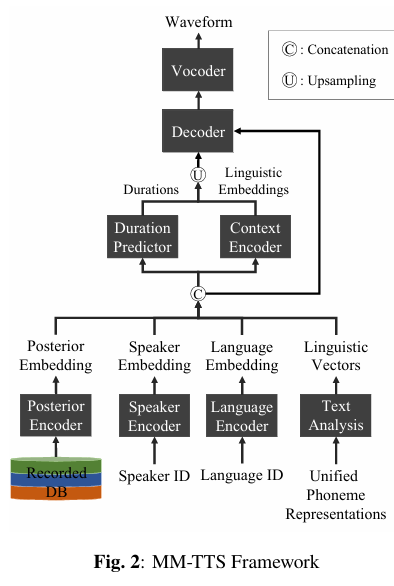 Waveform
Ⓒ : Concatenation
Ⓤ : Upsampling
Vocoder
Decoder
Ⓤ
Durations
Linguistic
Embeddings
Duration
Predictor
Context
Encoder
Ⓒ
Posterior
Embedding
Speaker
Embedding
Language
Embedding
Linguistic
Vectors
Posterior
Encoder
Speaker
Encoder
Language
Encoder
Text
Analysis
Recorded
DB
Speaker ID
Language ID
Unified
Phoneme
Representations
Fig. 2: MM-TTS Framework